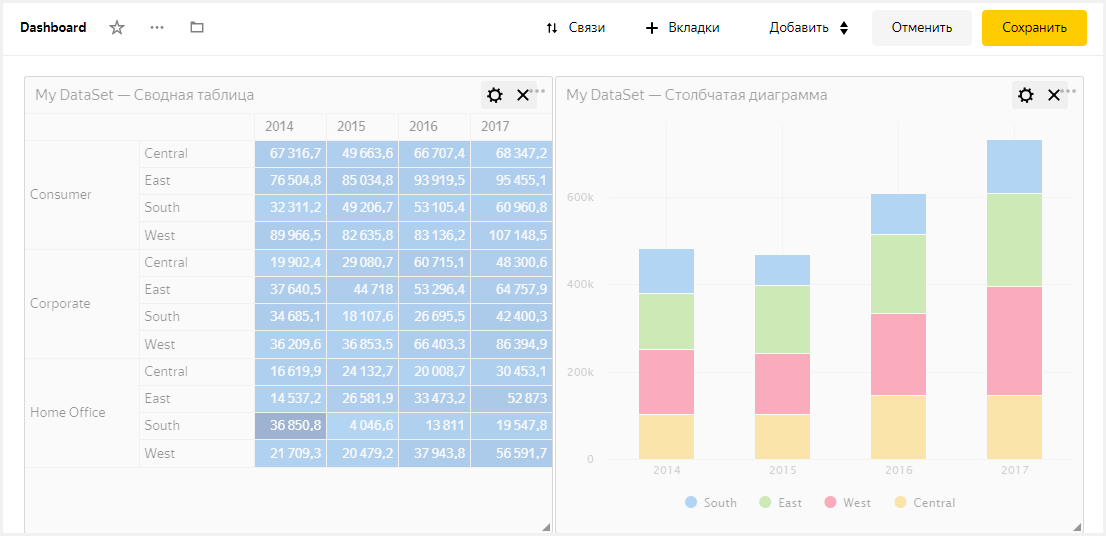 Dashboard Связи Вкладки Добавить Отменить Сохранить
My DataSet — Сводная таблица
2014 2015 2016 2017
Consumer
Central 67 316,7 49 663,6 66 707,4 68 347,2
East 76 504,8 85 034,8 93 919,5 95 455,1
South 32 311,2 49 206,7 53 105,4 60 960,8
West 89 966,5 82 635,8 83 136,2 107 148,5
Corporate
Central 19 902,4 29 080,7 60 715,1 48 300,6
East 37 640,5 44 718 53 296,4 64 757,9
South 34 685,1 18 107,6 26 695,5 42 400,3
West 36 209,6 36 853,5 66 403,3 86 394,9
Home Office
Central 16 619,9 24 132,7 20 008,7 30 453,1
East 14 537,2 26 581,9 33 473,2 52 873
South 36 850,8 4 046,6 13 811 19 547,8
West 21 709,3 20 479,2 37 943,8 56 591,7
My DataSet — Столбчатая диаграмма
600k
400k
200k
0
2014 2015 2016 2017
South East West Central